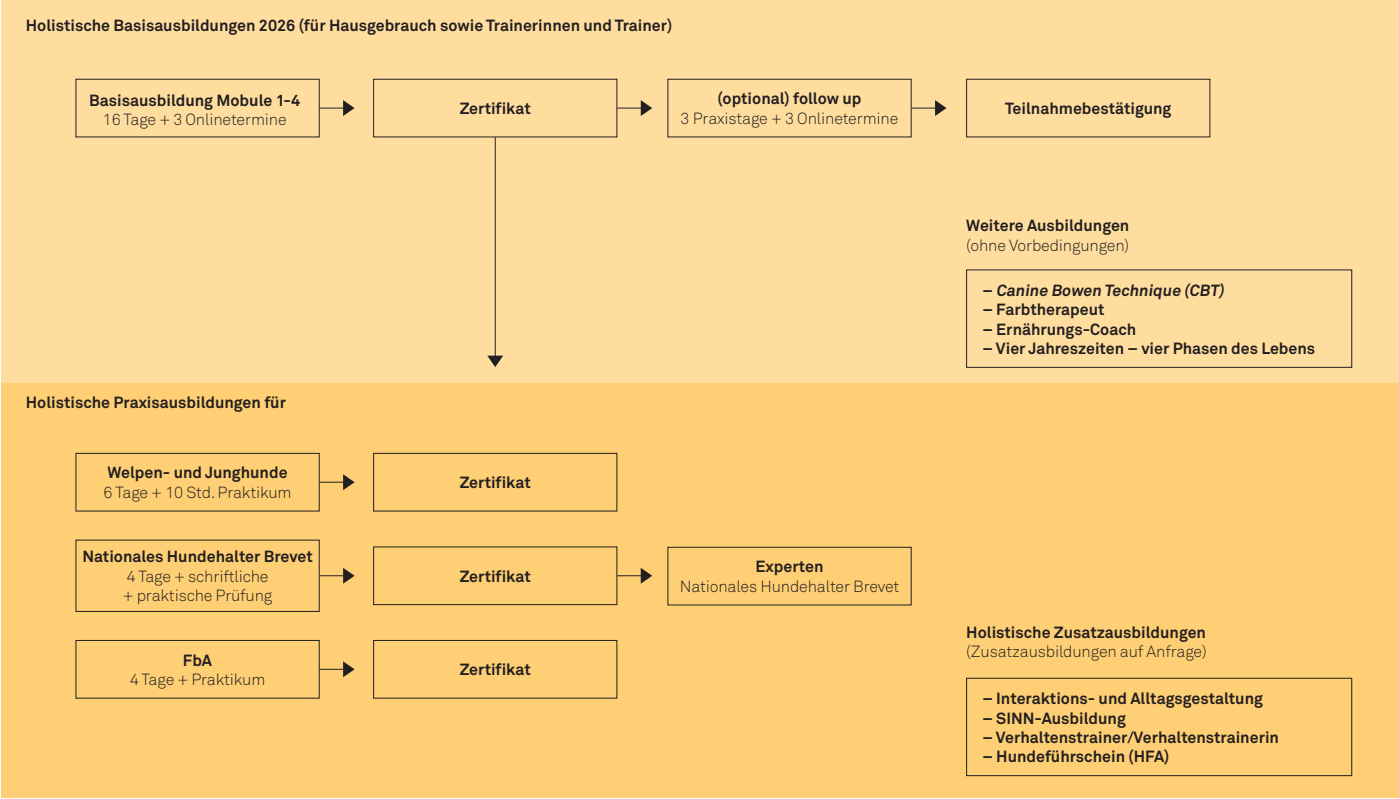 Holistische Basisausbildungen 2026 (für Hausgebrauch sowie Trainerinnen und Trainer)
Basisausbildung Mobule 1-4
16 Tage + 3 Onlinetermine
Zertifikat
(optional) follow up
3 Praxistage + 3 Onlinetermine
Teilnahmebestätigung
Weitere Ausbildungen
(ohne Vorbedingungen)
– Canine Bowen Technique (CBT)
– Farbtherapeut
– Ernährungs-Coach
– Vier Jahreszeiten – vier Phasen des Lebens
Holistische Praxisausbildungen für
Welpen- und Junghunde
6 Tage + 10 Std. Praktikum
Zertifikat
Nationales Hundehalter Brevet
4 Tage + schriftliche
+ praktische Prüfung
Zertifikat
Experten
Nationales Hundehalter Brevet
FbA
4 Tage + Praktikum
Zertifikat
Holistische Zusatzausbildungen
(Zusatzausbildungen auf Anfrage)
– Interaktions- und Alltagsgestaltung
– SINN-Ausbildung
– Verhaltenstrainer/Verhaltenstrainerin
– Hundeführschein (HFA)